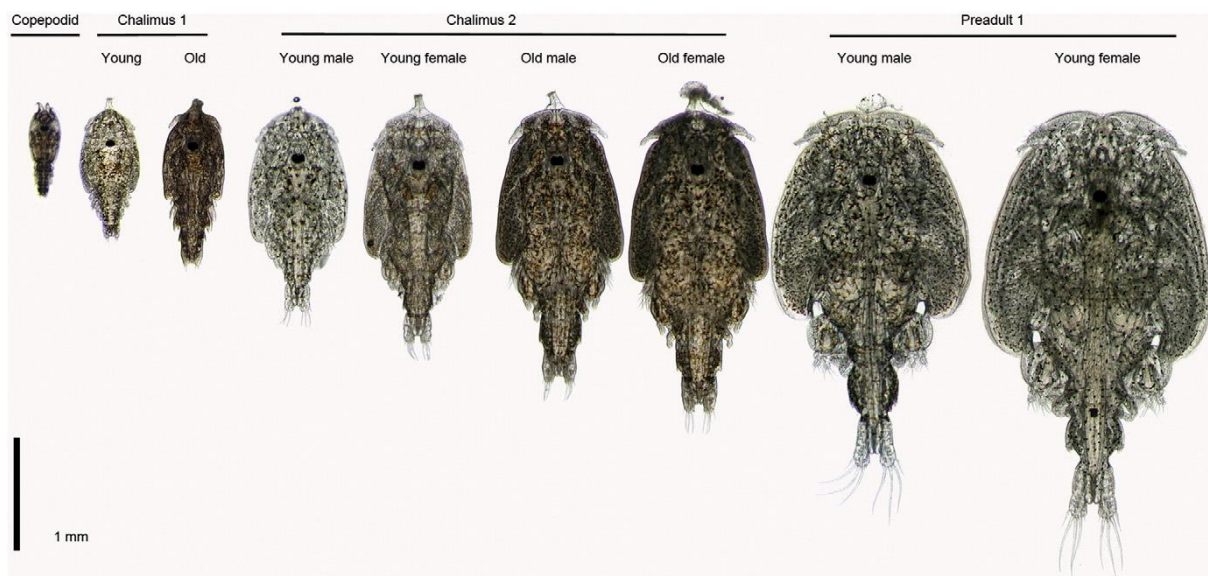 Copepodid Chalimus 1 Chalimus 2 Preadult 1
Young Old Young male Young female Old male Old female Young male Young female
1 mm